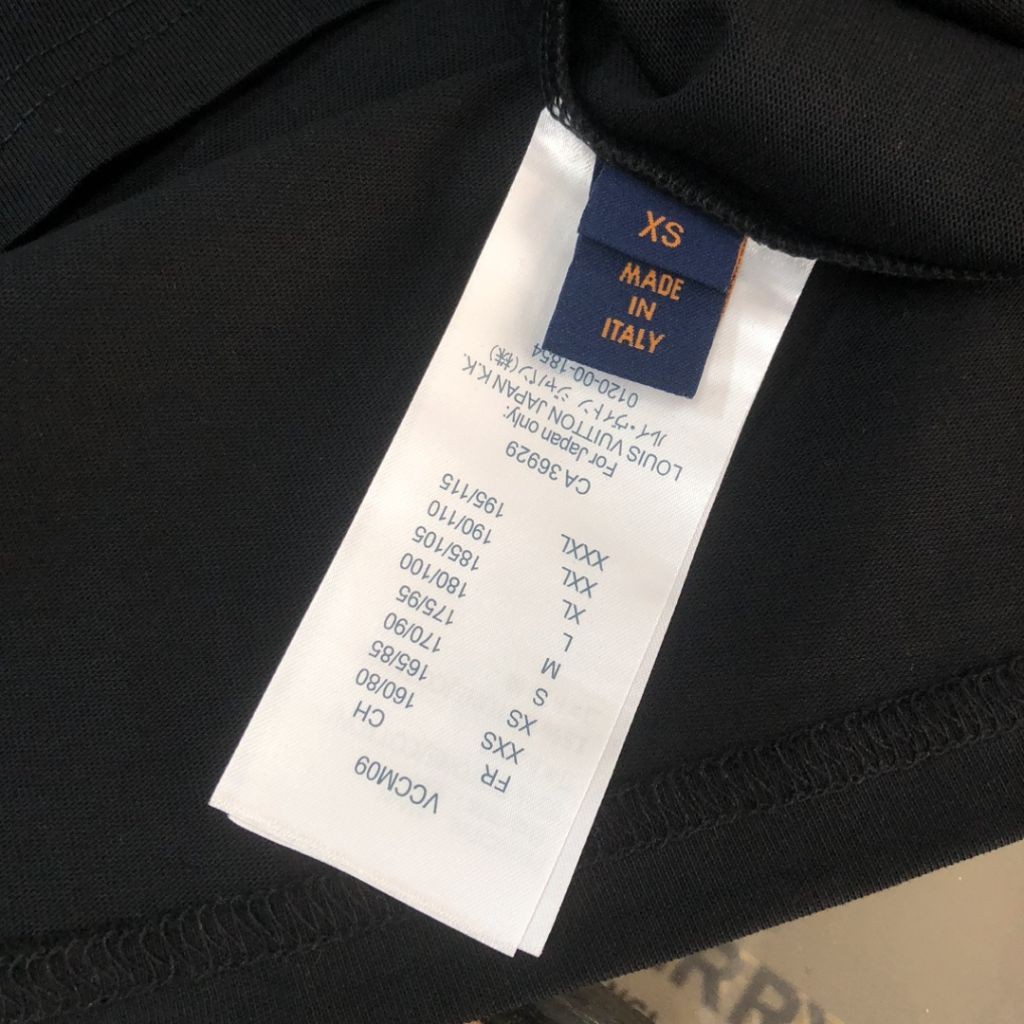 XS
MADE
IN
ITALY
VCCM09
FR CH
XXS 160/80
XS 165/85
S 170/90
M 175/95
L 180/100
XL 185/105
XXL 190/110
XXXL 195/115
CA 36929
For Japan only:
LOUIS VUITTON JAPAN K.K.
ルイ・ヴィトン ジャパン(株)
0120-00-1854